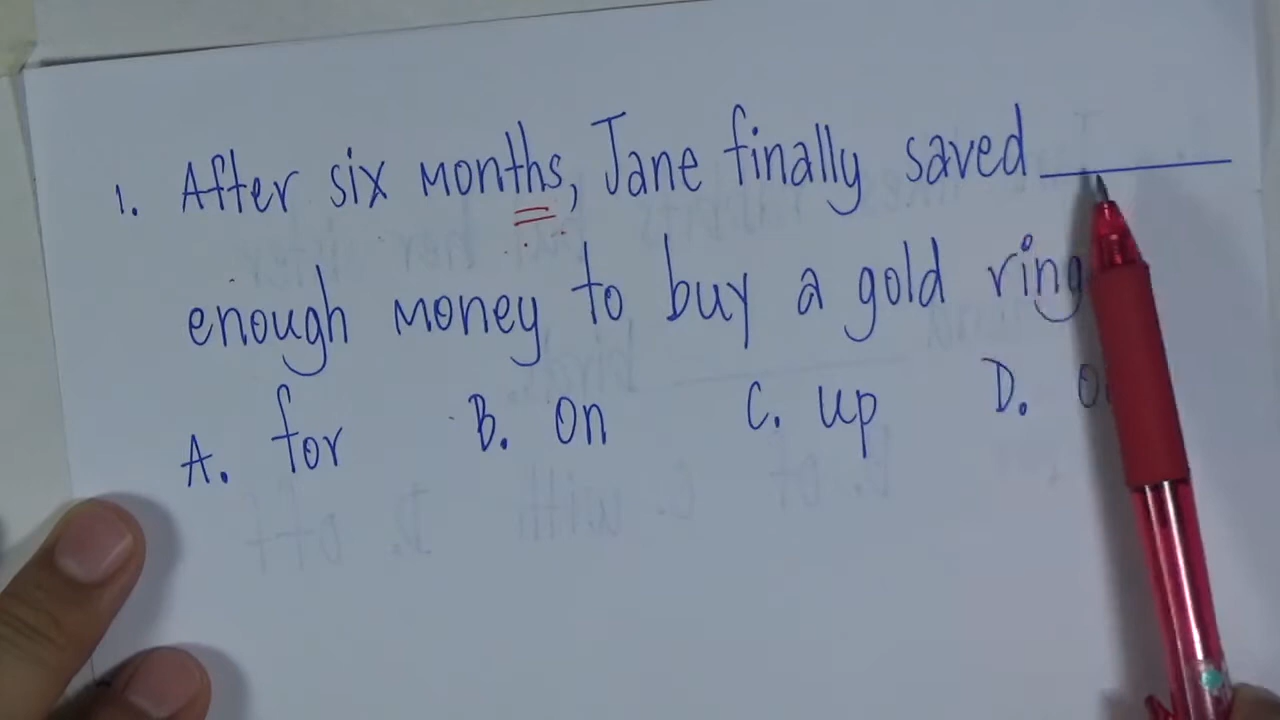 1. After six months, Jane finally saved ______
enough money to buy a gold ring
A. for B. on C. up D.